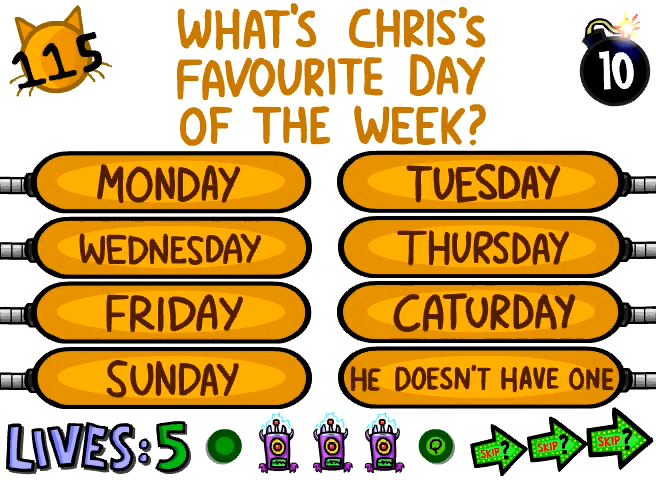 115
WHAT'S CHRIS'S
FAVOURITE DAY
OF THE WEEK?
10
MONDAY
TUESDAY
WEDNESDAY
THURSDAY
FRIDAY
CATURDAY
SUNDAY
HE DOESN'T HAVE ONE
LIVES:5
Q
SKIP?
SKIP?
SKIP?